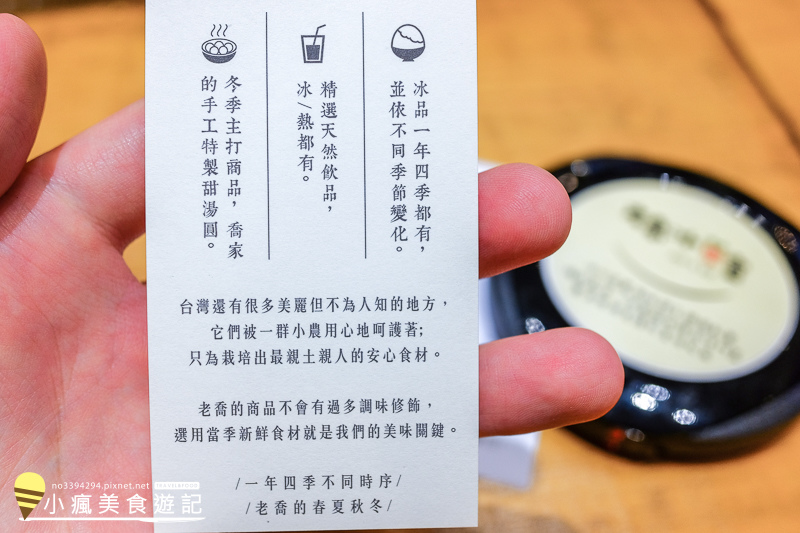 冰品一年四季都有，
並依不同季節變化。
精選天然飲品，
冰/熱都有。
冬季主打商品，喬家
的手工特製甜湯圓。
台灣還有很多美麗但不為人知的地方，
它們被一群小農用心地呵護著;
只為栽培出最親土親人的安心食材。
老喬的商品不會有過多調味修飾，
選用當季新鮮食材就是我們的美味關鍵。
/一年四季不同時序/
/老喬的春夏秋冬/
no3394294.pixnet.net
小瘋美食遊記